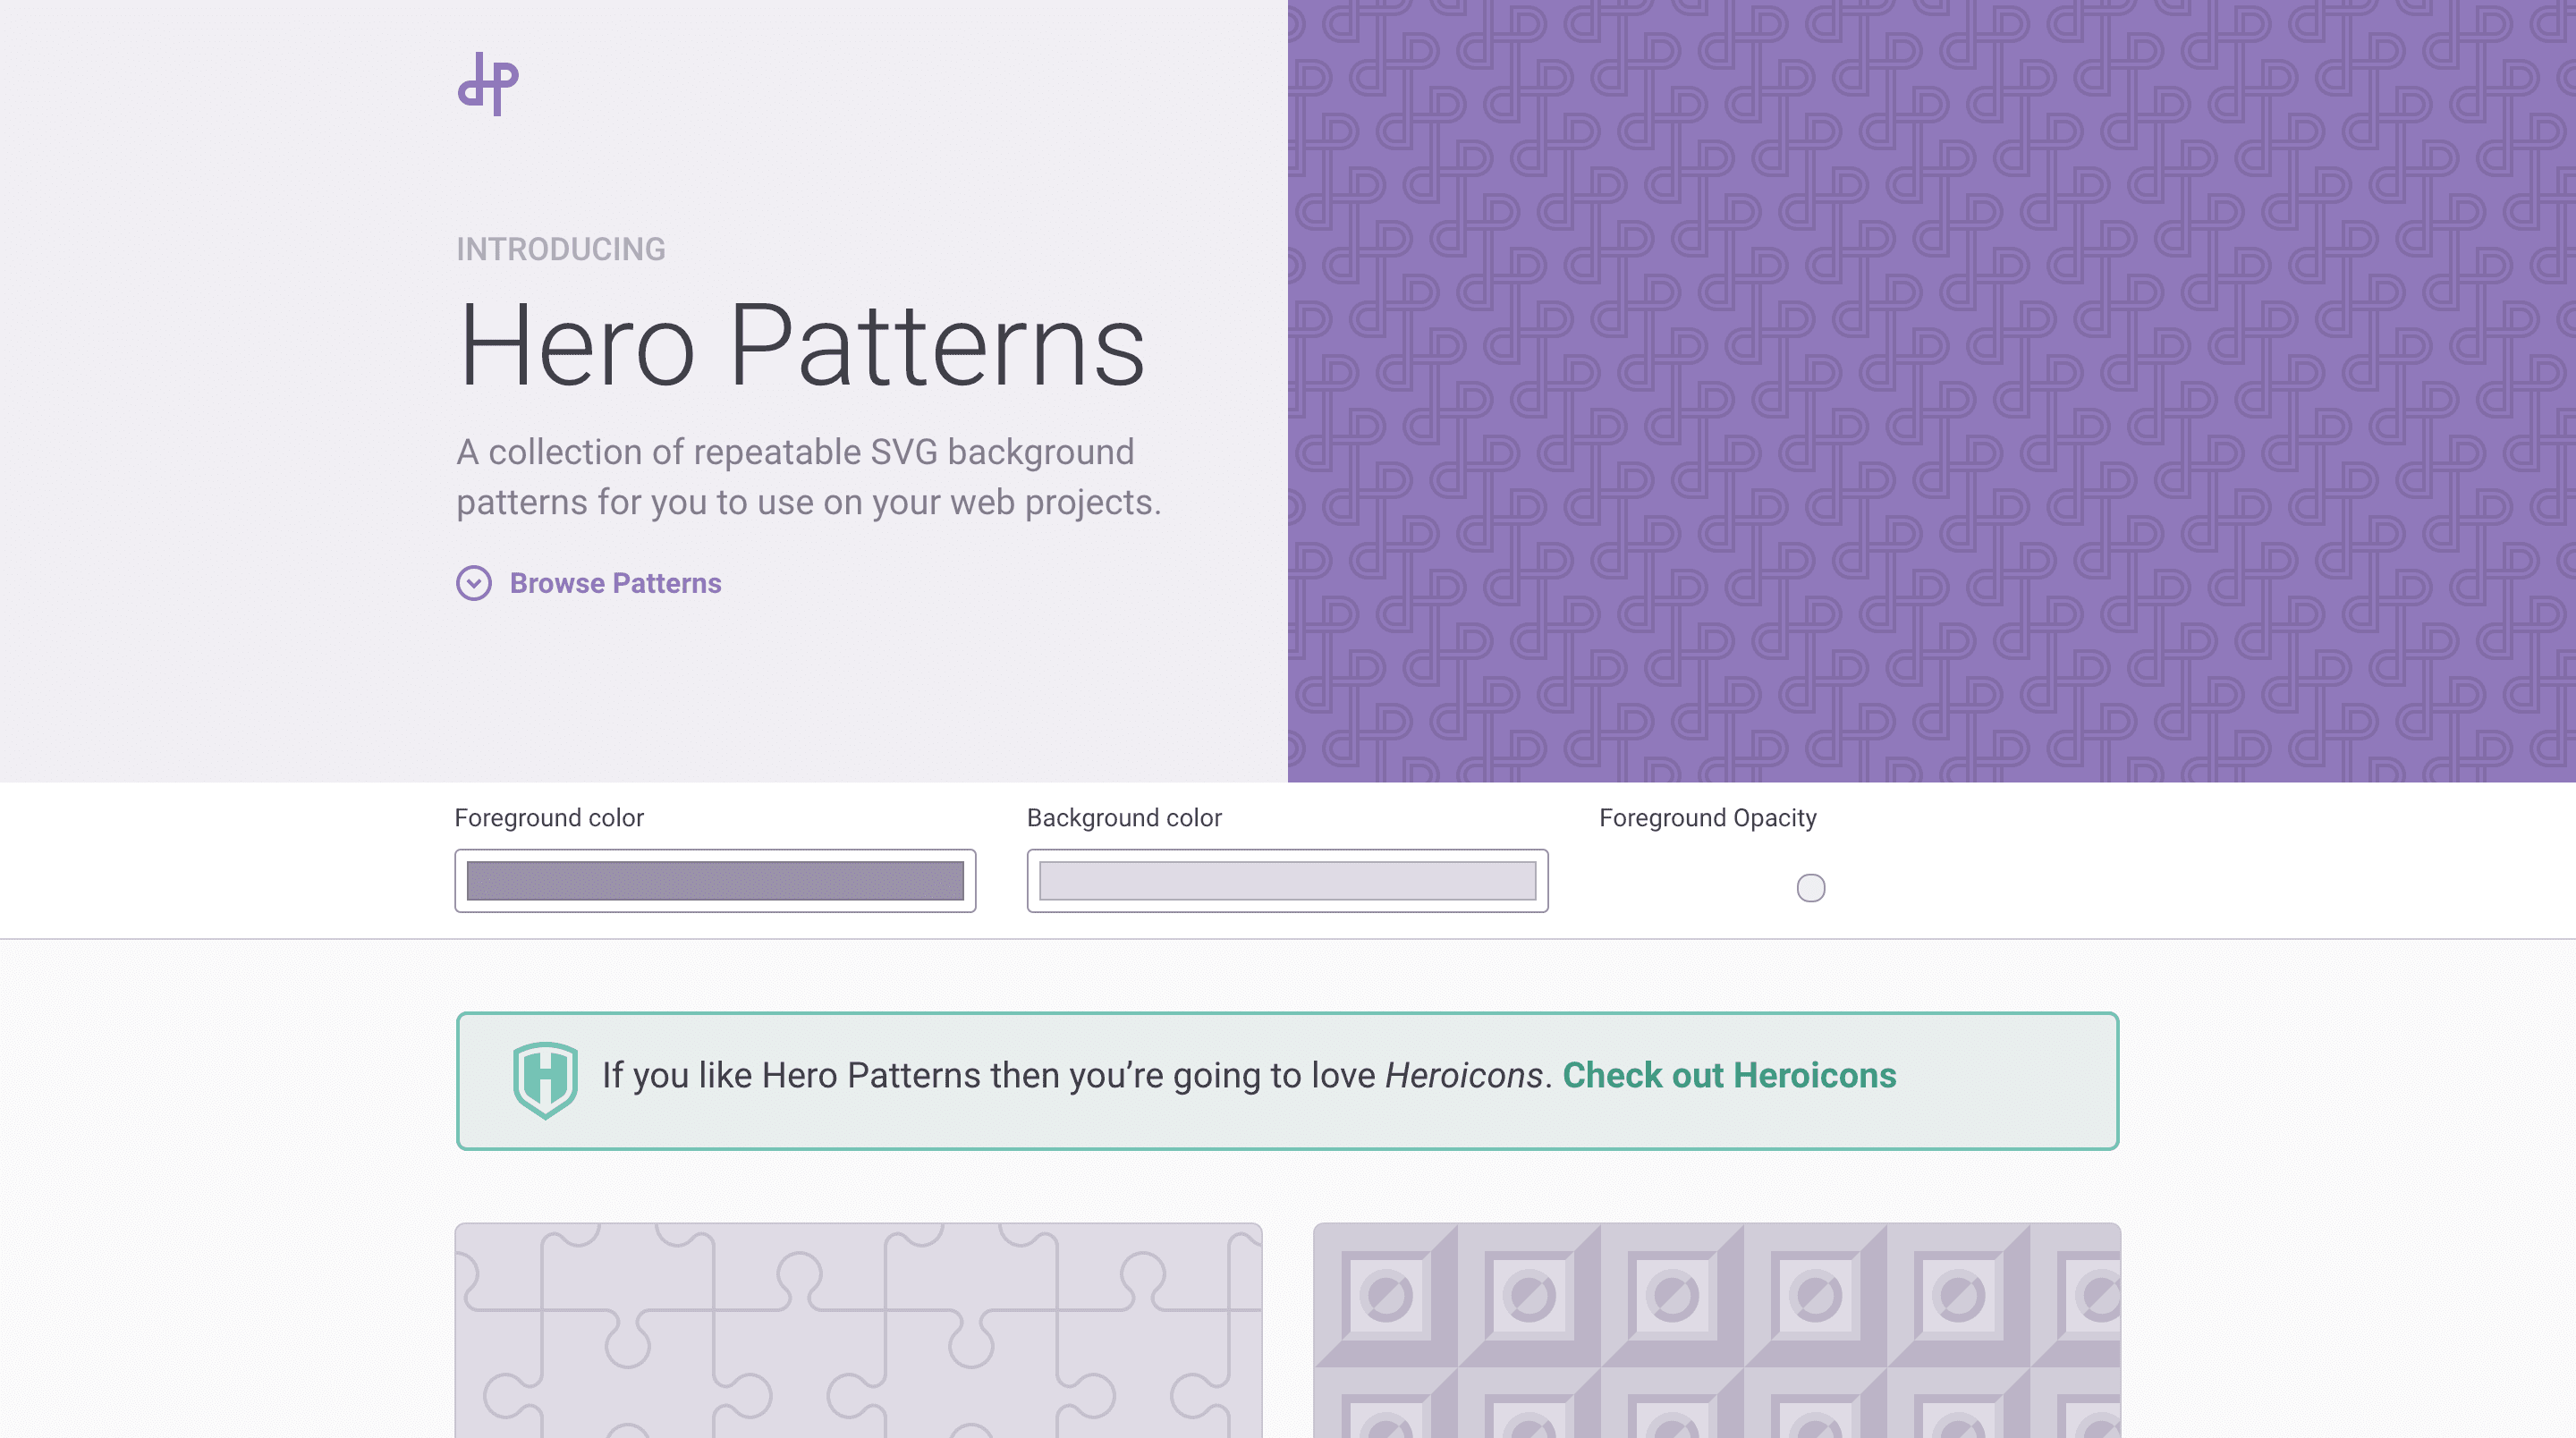 INTRODUCING
Hero Patterns
A collection of repeatable SVG background
patterns for you to use on your web projects.
Browse Patterns
Foreground color
Background color
Foreground Opacity
If you like Hero Patterns then you’re going to love Heroicons. Check out Heroicons